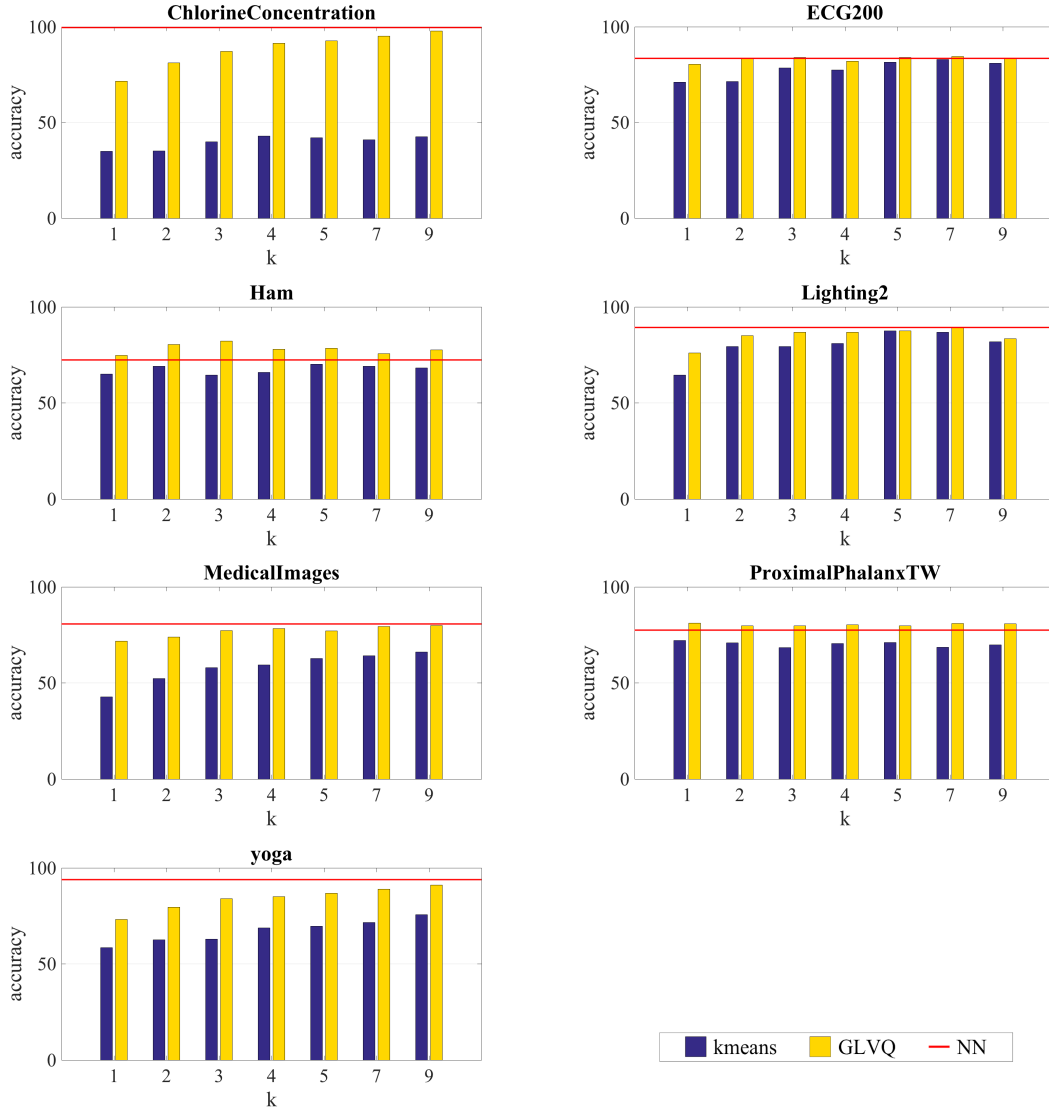 ChlorineConcentration
100
50
0
accuracy
1 2 3 4 5 7 9
k
ECG200
100
50
0
accuracy
1 2 3 4 5 7 9
k
Ham
100
50
0
accuracy
1 2 3 4 5 7 9
k
Lighting2
100
50
0
accuracy
1 2 3 4 5 7 9
k
MedicalImages
100
50
0
accuracy
1 2 3 4 5 7 9
k
ProximalPhalanxTW
100
50
0
accuracy
1 2 3 4 5 7 9
k
yoga
100
50
0
accuracy
1 2 3 4 5 7 9
k
kmeans GLVQ NN